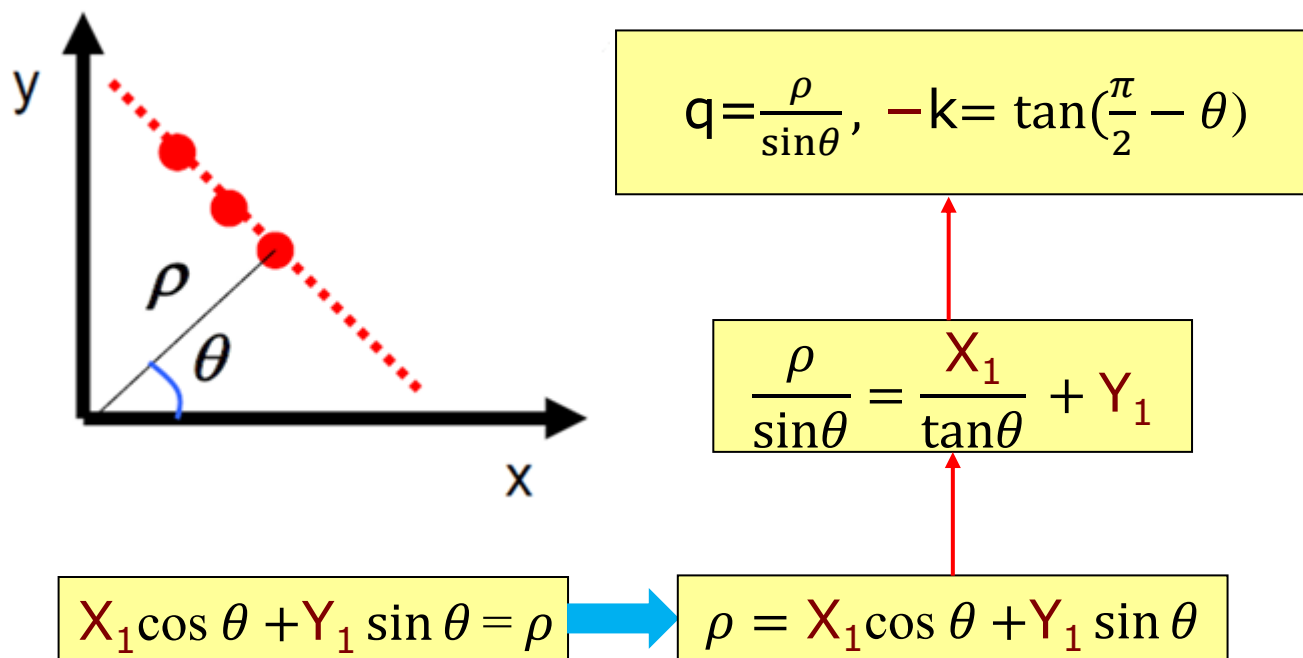 y
ρ
θ
x
q=ρ/sinθ, −k= tan(π/2 − θ)
ρ/sinθ = X₁/tanθ + Y₁
X₁cos θ +Y₁ sin θ = ρ
ρ = X₁cos θ +Y₁ sin θ